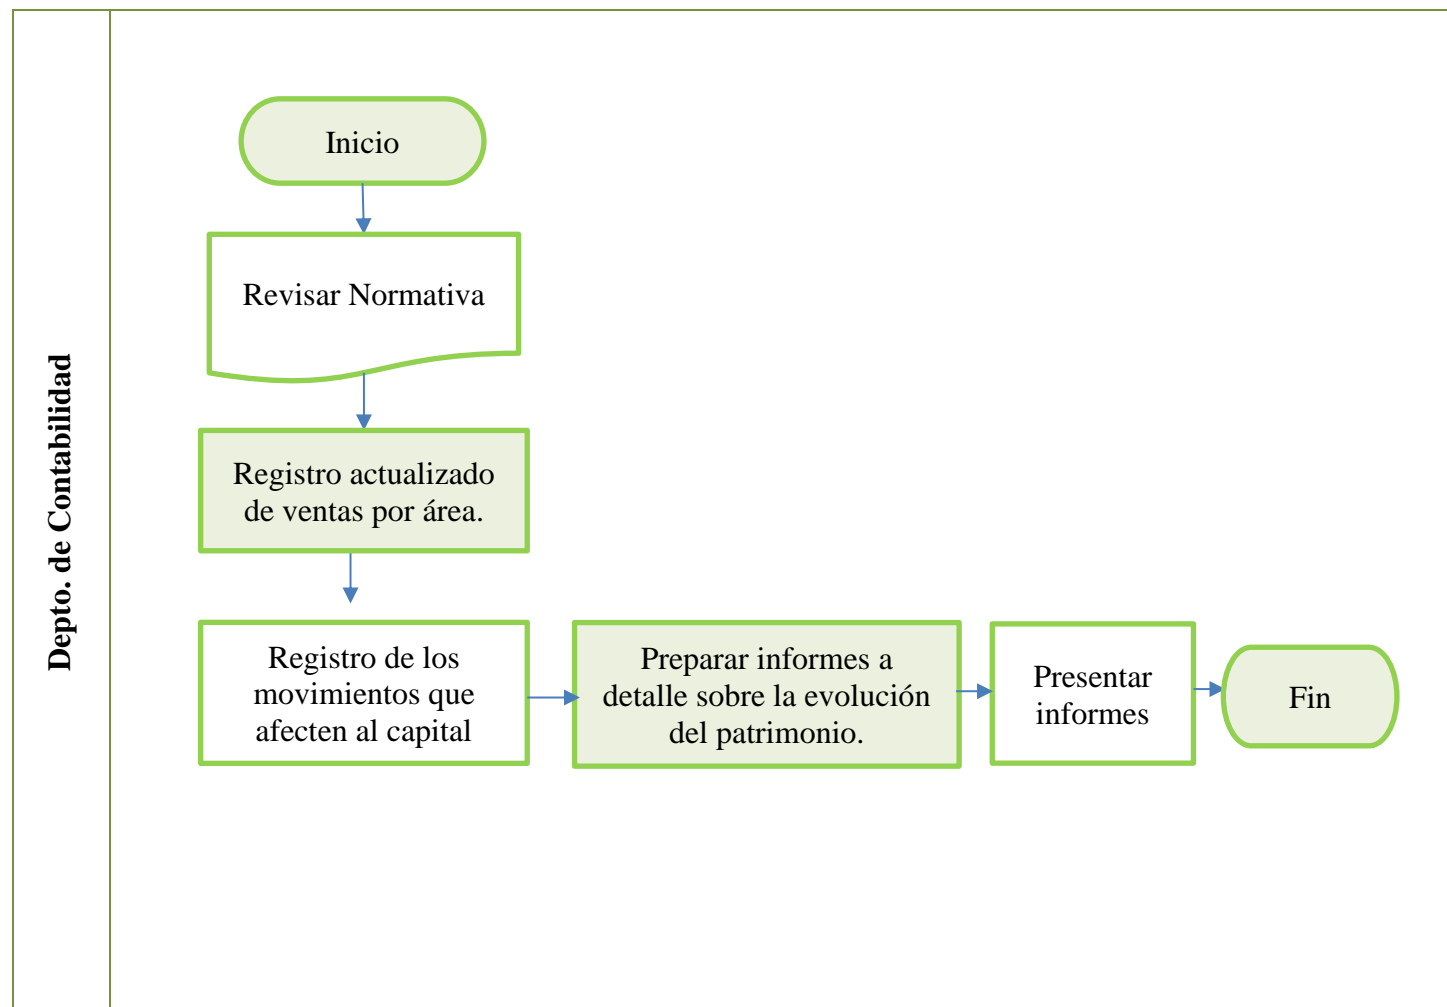 Depto. de Contabilidad
Inicio
Revisar Normativa
Registro actualizado
de ventas por área.
Registro de los
movimientos que
afecten al capital
Preparar informes a
detalle sobre la evolución
del patrimonio.
Presentar
informes
Fin